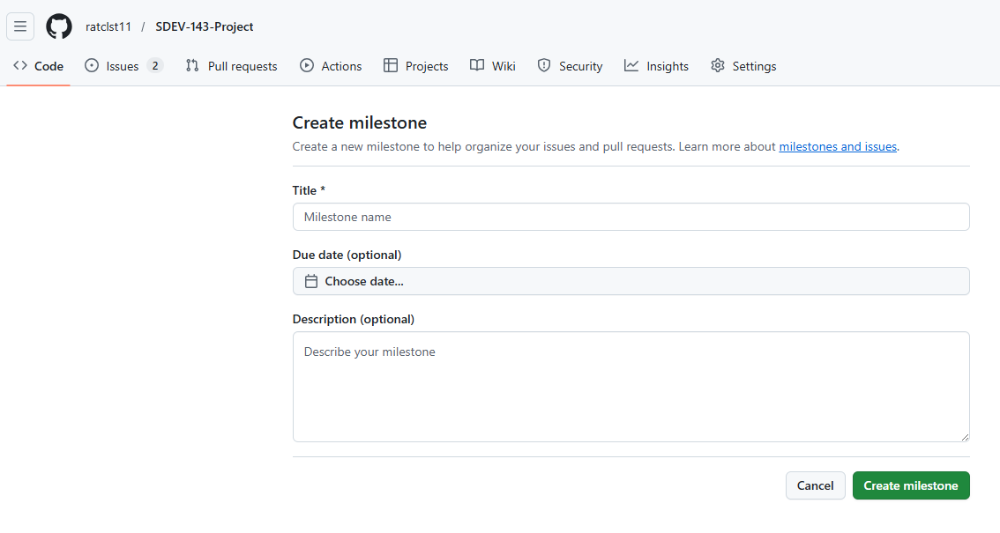 ratclst11 / SDEV-143-Project
Code Issues 2 Pull requests Actions Projects Wiki Security Insights Settings
Create milestone
Create a new milestone to help organize your issues and pull requests. Learn more about milestones and issues.
Title *
Milestone name
Due date (optional)
Choose date...
Description (optional)
Describe your milestone
Cancel Create milestone